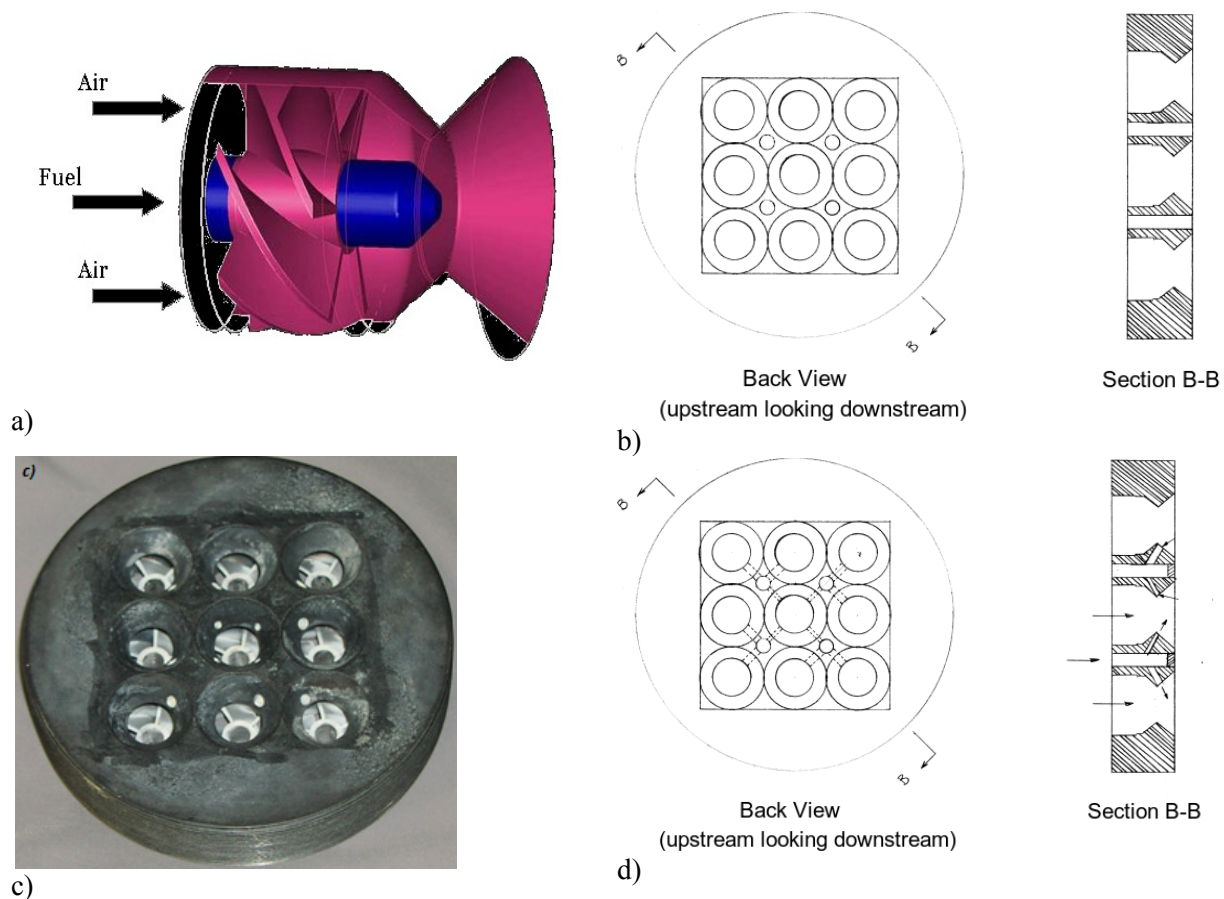 Air
Fuel
Air
a)
B
B
Back View
(upstream looking downstream)
Section B-B
b)
c)
c)
B
B
Back View
(upstream looking downstream)
Section B-B
d)